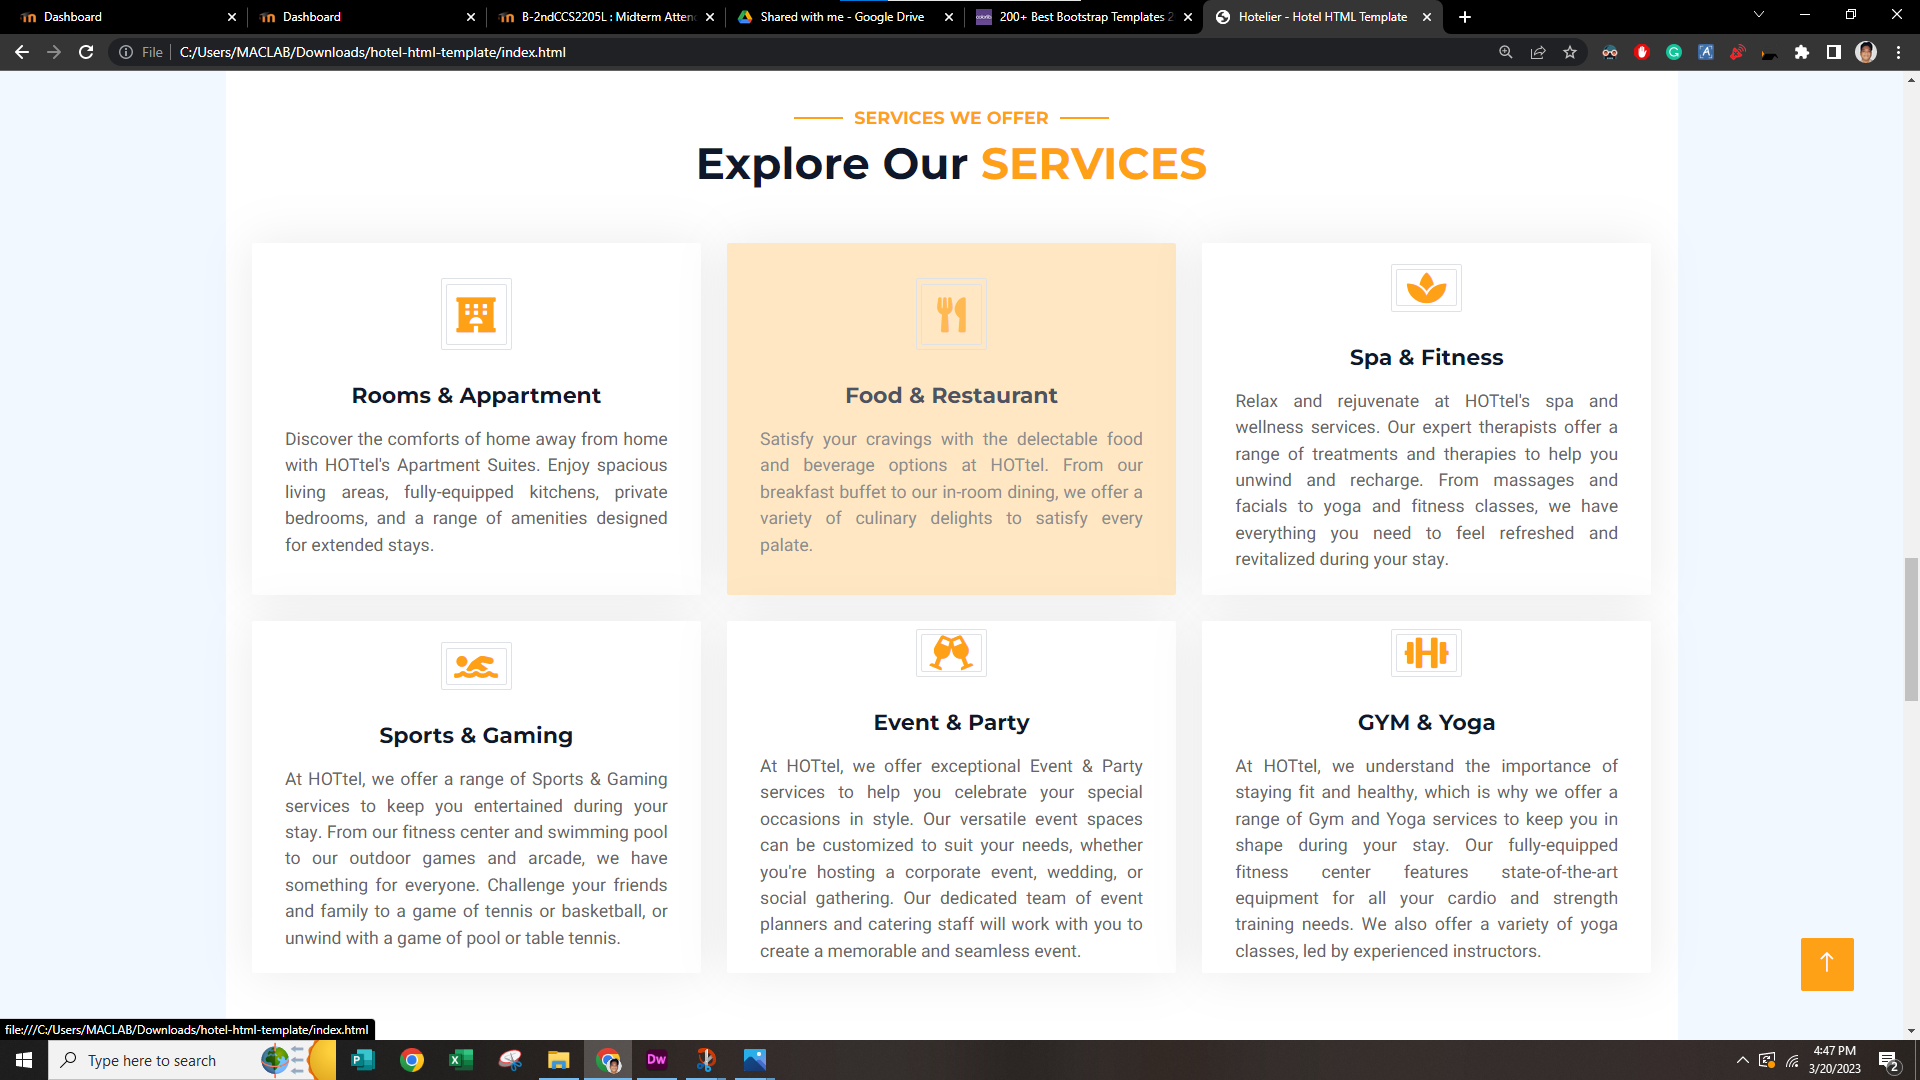 Dashboard
Dashboard
B-2ndCCS2205L : Midterm Atten
Shared with me - Google Drive
200+ Best Bootstrap Templates 2
Hotelier - Hotel HTML Template
File
C:/Users/MACLAB/Downloads/hotel-html-template/index.html
SERVICES WE OFFER
Explore Our SERVICES
Rooms & Appartment
Discover the comforts of home away from home
with HOTtel's Apartment Suites. Enjoy spacious
living areas, fully-equipped kitchens, private
bedrooms, and a range of amenities designed
for extended stays.
Food & Restaurant
Satisfy your cravings with the delectable food
and beverage options at HOTtel. From our
breakfast buffet to our in-room dining, we offer a
variety of culinary delights to satisfy every
palate.
Spa & Fitness
Relax and rejuvenate at HOTtel's spa and
wellness services. Our expert therapists offer a
range of treatments and therapies to help you
unwind and recharge. From massages and
facials to yoga and fitness classes, we have
everything you need to feel refreshed and
revitalized during your stay.
Sports & Gaming
At HOTtel, we offer a range of Sports & Gaming
services to keep you entertained during your
stay. From our fitness center and swimming pool
to our outdoor games and arcade, we have
something for everyone. Challenge your friends
and family to a game of tennis or basketball, or
unwind with a game of pool or table tennis.
Event & Party
At HOTtel, we offer exceptional Event & Party
services to help you celebrate your special
occasions in style. Our versatile event spaces
can be customized to suit your needs, whether
you're hosting a corporate event, wedding, or
social gathering. Our dedicated team of event
planners and catering staff will work with you to
create a memorable and seamless event.
GYM & Yoga
At HOTtel, we understand the importance of
staying fit and healthy, which is why we offer a
range of Gym and Yoga services to keep you in
shape during your stay. Our fully-equipped
fitness center features state-of-the-art
equipment for all your cardio and strength
training needs. We also offer a variety of yoga
classes, led by experienced instructors.
file:///C:/Users/MACLAB/Downloads/hotel-html-template/index.html
Type here to search
Dw
4:47 PM
3/20/2023
2